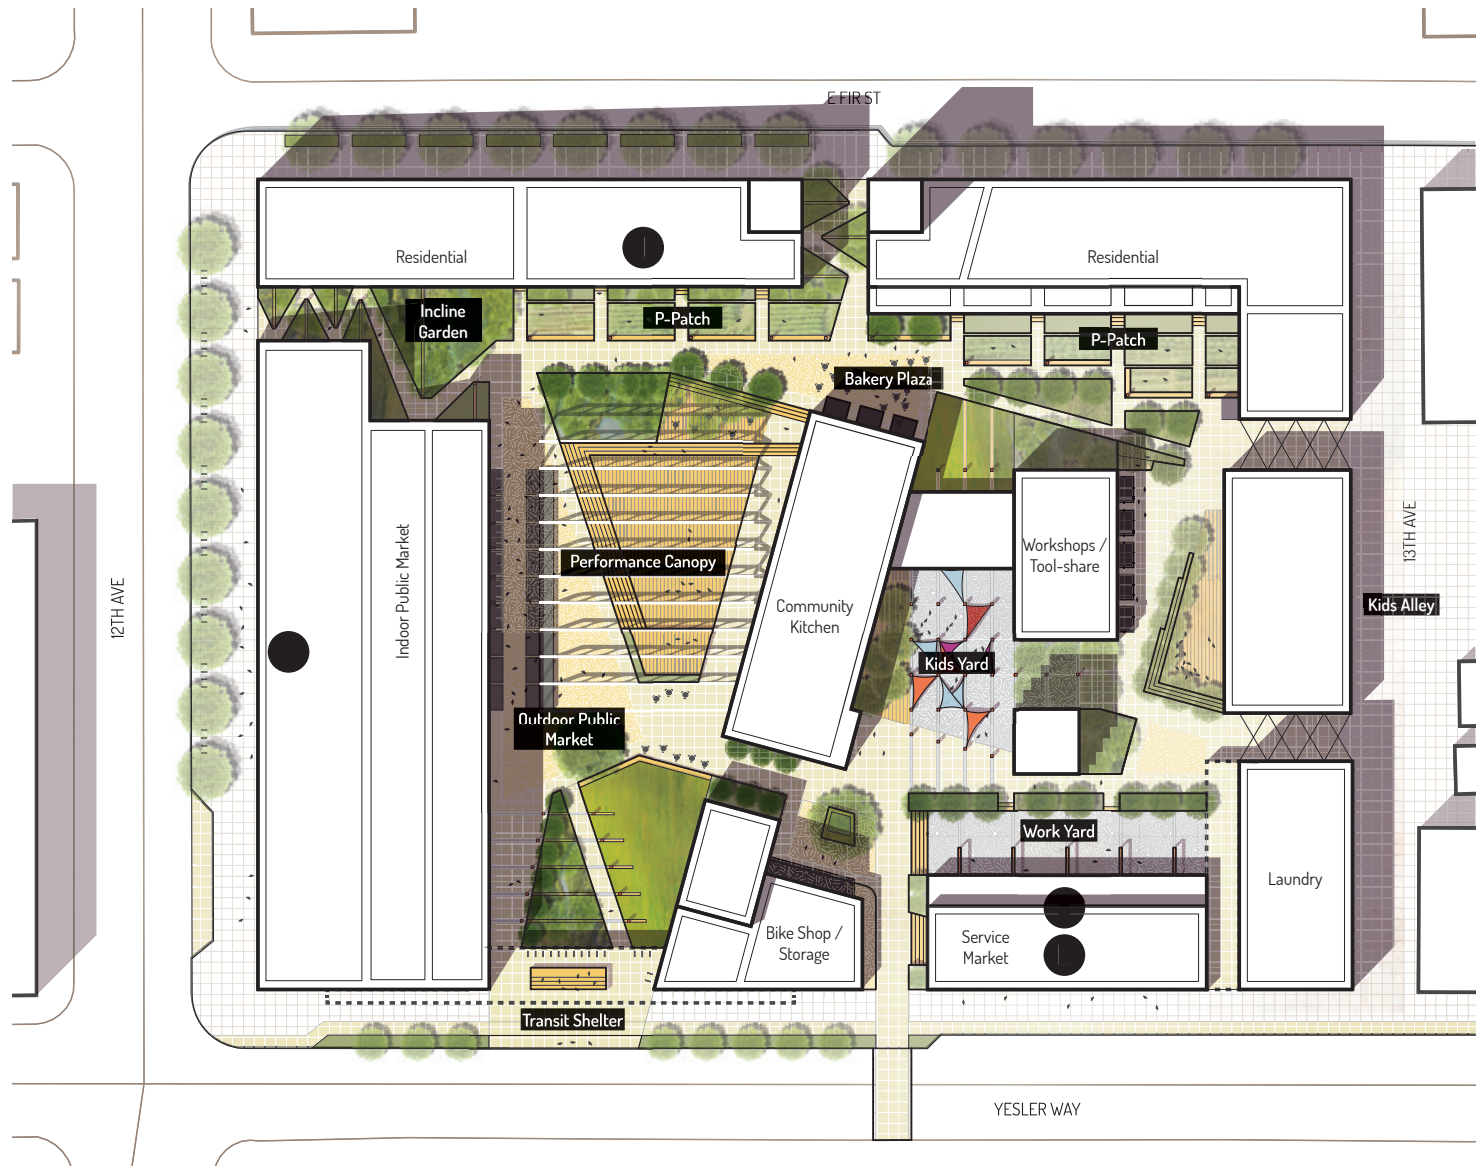 E FIR ST
Residential
Residential
Incline
Garden
P-Patch
P-Patch
Bakery Plaza
12TH AVE
Indoor Public Market
Performance Canopy
Community
Kitchen
Workshops /
Tool-share
13TH AVE
Kids Alley
Kids Yard
Outdoor Public
Market
Work Yard
Laundry
Bike Shop /
Storage
Service
Market
Transit Shelter
YESLER WAY